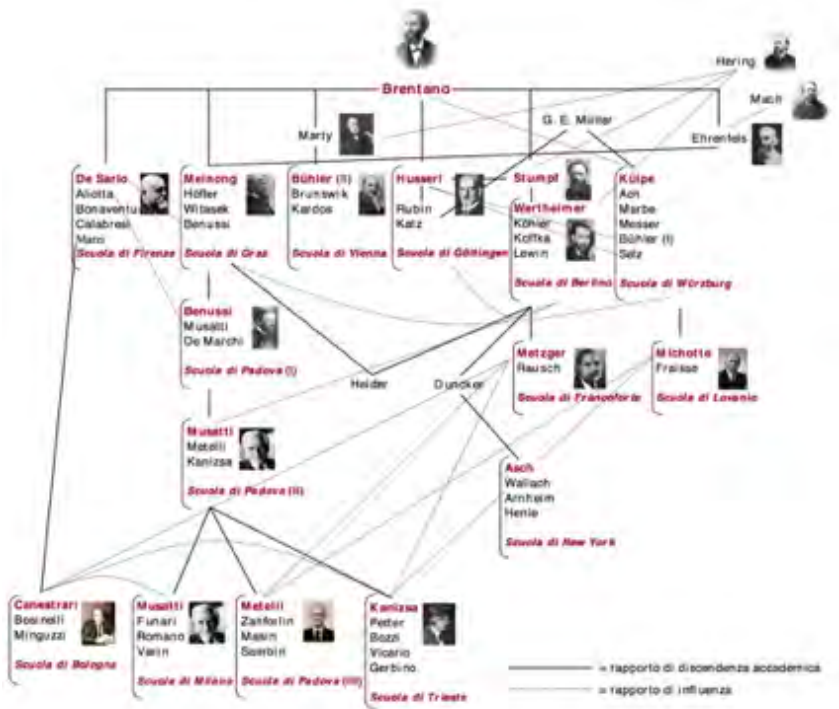 Brentano
Hering
Mach
Marty
G. E. Müller
Ehrenfels
De Sarlo
Aliotta
Bonaventu
Calabresi
Scuola di Firenze
Meinong
Höfler
Witasek
Benussi
Scuola di Graz
Bühler (II)
Brunswik
Kardos
Scuola di Vienna
Husserl
Rubin
Katz
Scuola di Göttingen
Stumpf
Wertheimer
Köhler
Koffka
Lewin
Scuola di Berlino
Külpe
Ach
Marbe
Messer
Bühler (I)
Selz
Scuola di Würzburg
Benussi
Musatti
De Marchi
Scuola di Padova (I)
Heider
Duncker
Metzger
Rausch
Scuola di Francoforte
Michotte
Fraisse
Scuola di Lovanio
Musatti
Metelli
Kanizsa
Scuola di Padova (II)
Asch
Wallach
Arnheim
Henle
Scuola di New York
Canestrari
Bosinelli
Minguzzi
Scuola di Bologna
Musatti
Funari
Romano
Scuola di Milano
Metelli
Zanforlin
Masin
Sambin
Scuola di Padova (III)
Kanizsa
Petter
Bozzi
Vicario
Gerbino
Scuola di Trieste
= rapporto di discendenza accademica
= rapporto di influenza